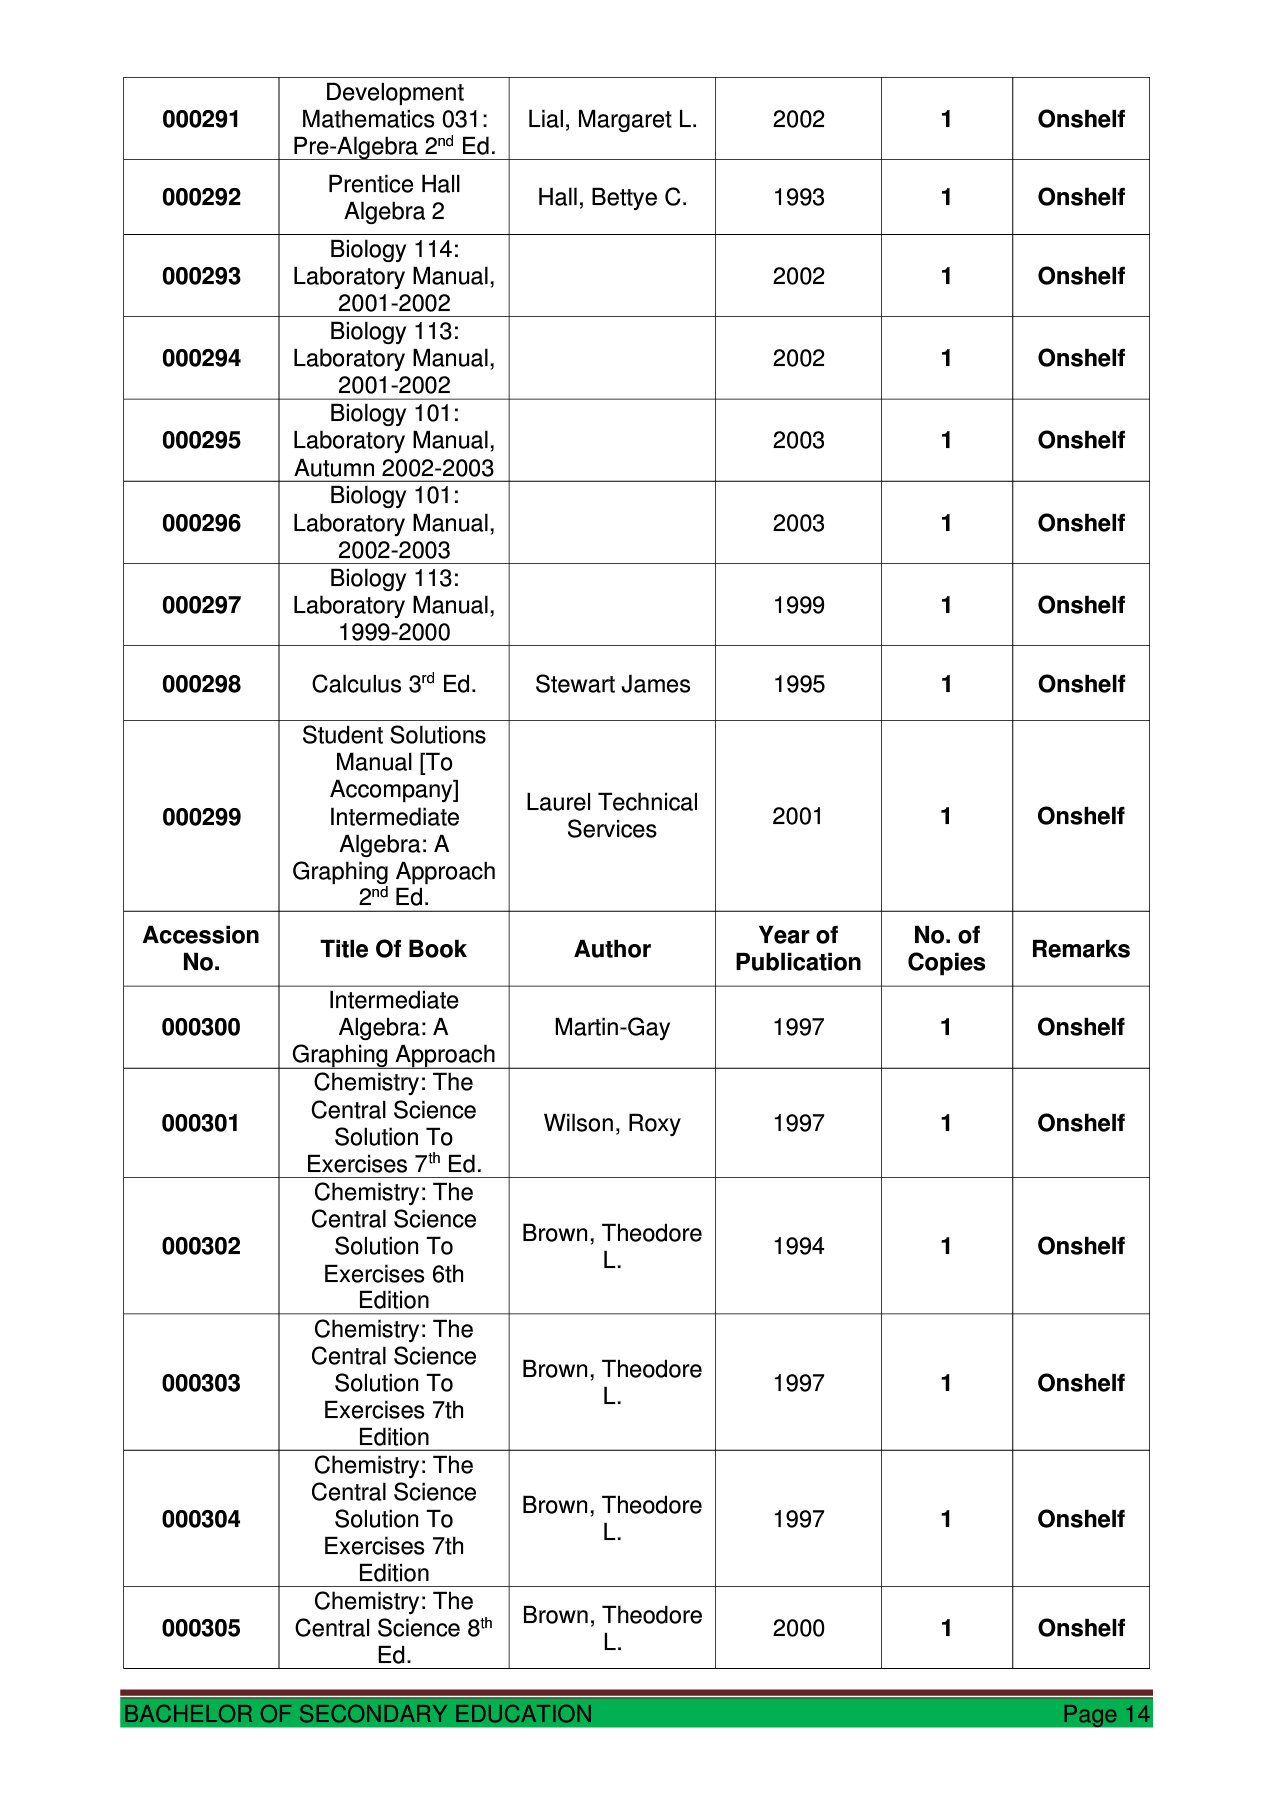 000291 Development Mathematics 031: Pre-Algebra 2nd Ed. Lial, Margaret L. 2002 1 Onshelf
000292 Prentice Hall Algebra 2 Hall, Bettye C. 1993 1 Onshelf
000293 Biology 114: Laboratory Manual, 2001-2002 2002 1 Onshelf
000294 Biology 113: Laboratory Manual, 2001-2002 2002 1 Onshelf
000295 Biology 101: Laboratory Manual, Autumn 2002-2003 2003 1 Onshelf
000296 Biology 101: Laboratory Manual, 2002-2003 2003 1 Onshelf
000297 Biology 113: Laboratory Manual, 1999-2000 1999 1 Onshelf
000298 Calculus 3rd Ed. Stewart James 1995 1 Onshelf
000299 Student Solutions Manual [To Accompany] Intermediate Algebra: A Graphing Approach 2nd Ed. Laurel Technical Services 2001 1 Onshelf
Accession No. Title Of Book Author Year of Publication No. of Copies Remarks
000300 Intermediate Algebra: A Graphing Approach Martin-Gay 1997 1 Onshelf
000301 Chemistry: The Central Science Solution To Exercises 7th Ed. Wilson, Roxy 1997 1 Onshelf
000302 Chemistry: The Central Science Solution To Exercises 6th Edition Brown, Theodore L. 1994 1 Onshelf
000303 Chemistry: The Central Science Solution To Exercises 7th Edition Brown, Theodore L. 1997 1 Onshelf
000304 Chemistry: The Central Science Solution To Exercises 7th Edition Brown, Theodore L. 1997 1 Onshelf
000305 Chemistry: The Central Science 8th Ed. Brown, Theodore L. 2000 1 Onshelf
BACHELOR OF SECONDARY EDUCATION Page 14